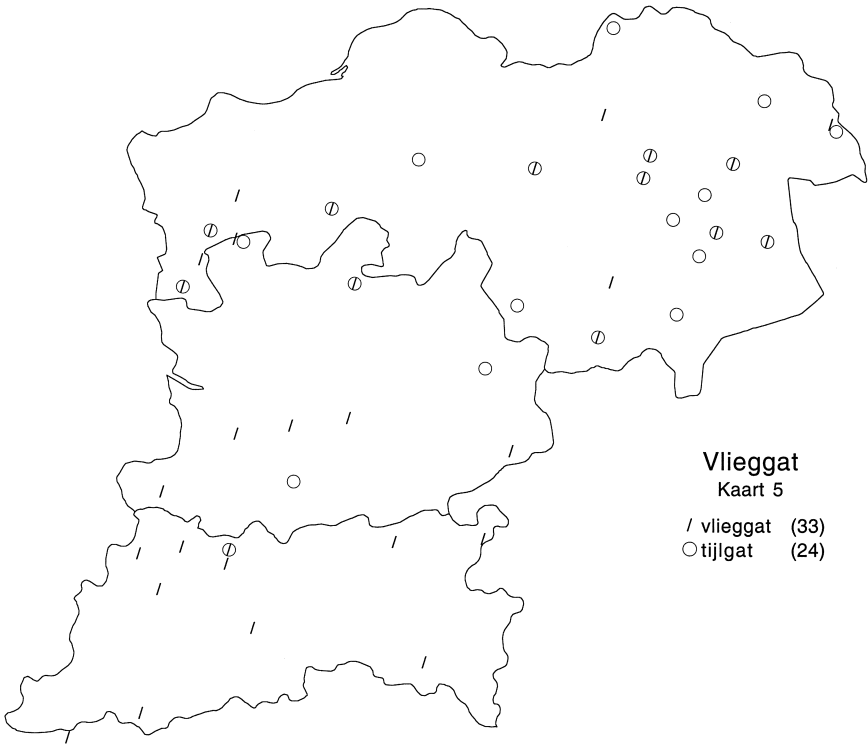 Vlieggat
Kaart 5
/ vlieggat (33)
○ tijlgat (24)